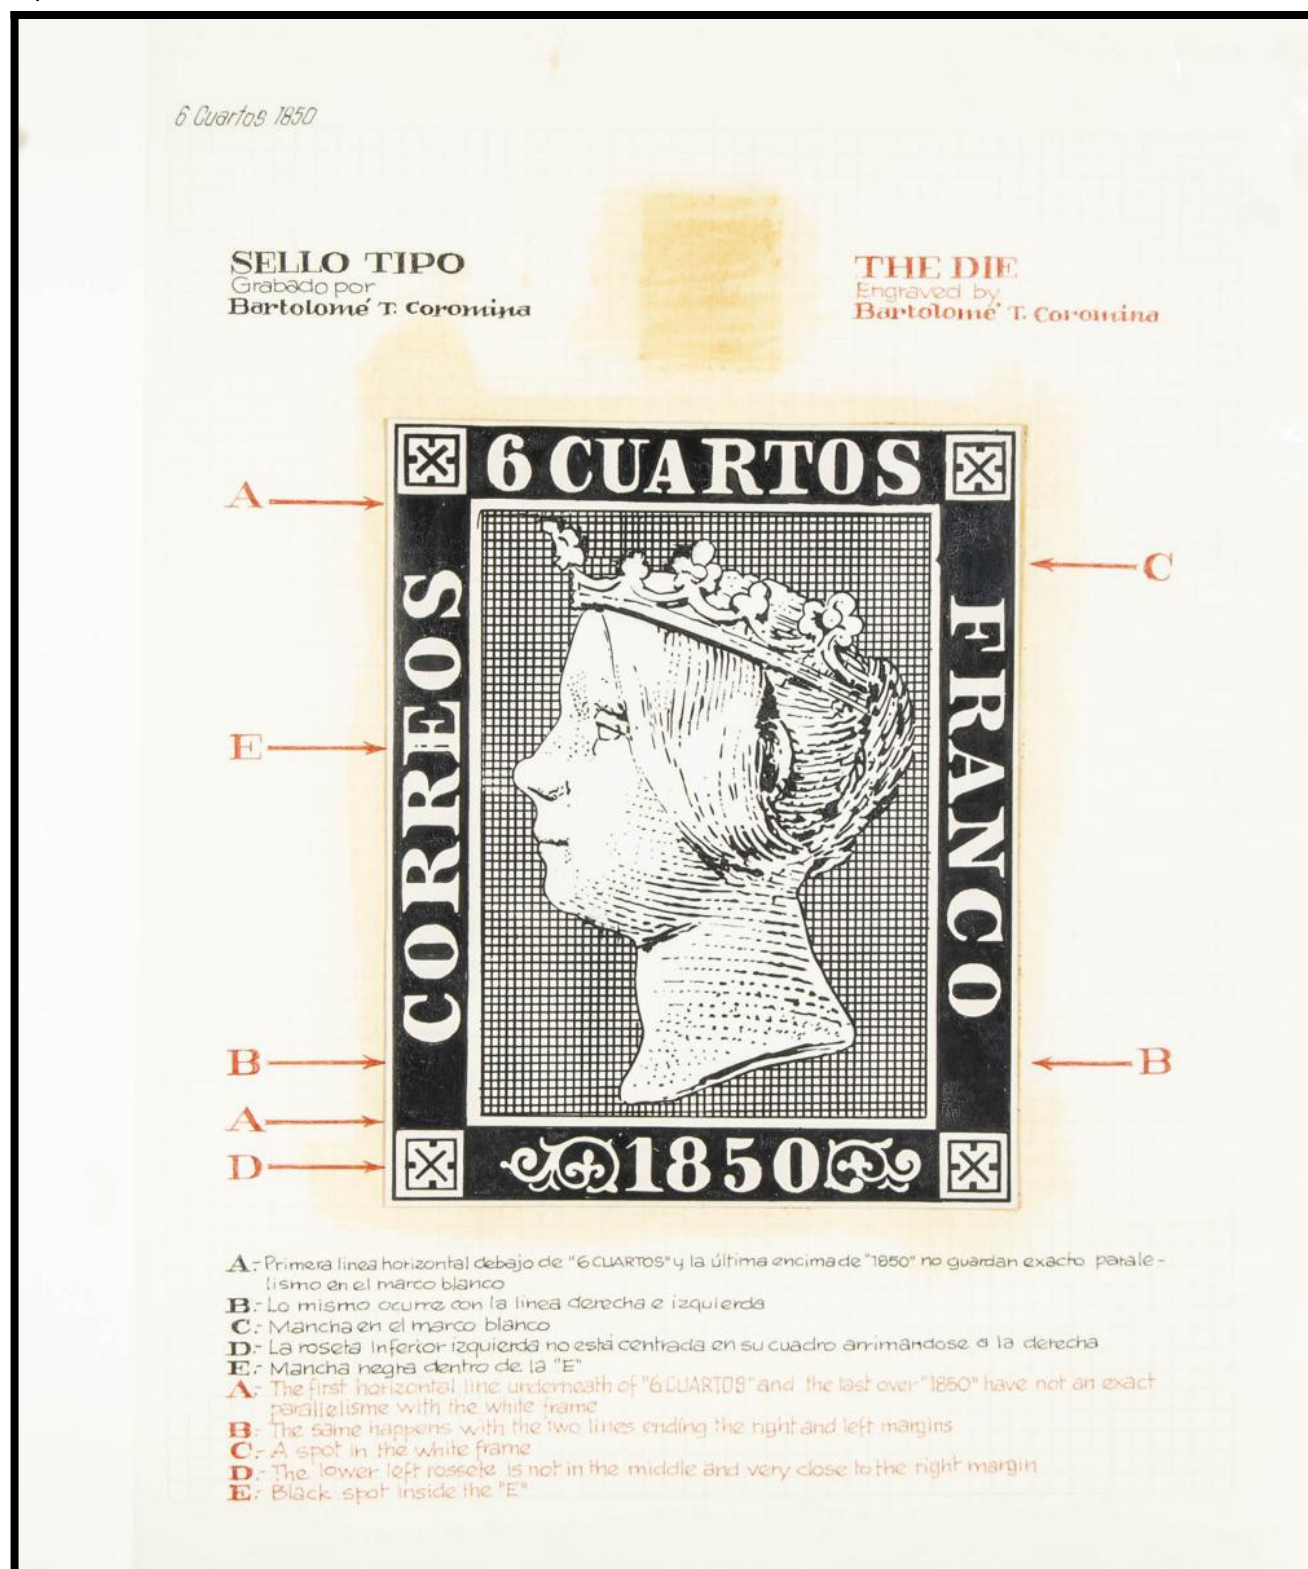 6 Cuartos 1850
SELLO TIPO
Grabado por
Bartolomé T. Coromina
THE DIE
Engraved by
Bartolomé T. Coromina
A
6 CUARTOS
C
CORREOS
FRANCO
E
B
B
A
D
1850
A.- Primera linea horizontal debajo de "6 CUARTOS" y la última encima de "1850" no guardan exacto parale-
lismo en el marco blanco
B.- Lo mismo ocurre con la linea derecha e izquierda
C.- Mancha en el marco blanco
D.- La roseta Inferior izquierda no está centrada en su cuadro arrimandose a la derecha
E.- Mancha negra dentro de la "E"
A.- The first horizontal line underneath of "6 CUARTOS" and the last over "1850" have not an exact
parallelisme with the white frame
B.- The same happens with the two lines ending the right and left margins
C.- A spot in the white frame
D.- The lower left rossete is not in the middle and very close to the right margin
E.- Black spot inside the "E"